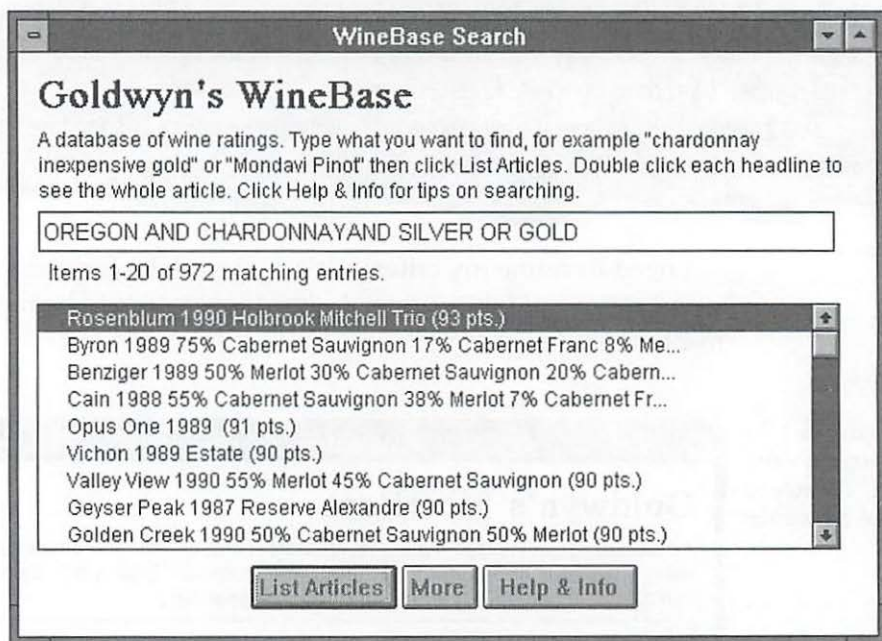 WineBase Search
Goldwyn's WineBase
A database of wine ratings. Type what you want to find, for example "chardonnay
inexpensive gold" or "Mondavi Pinot" then click List Articles. Double click each headline to
see the whole article. Click Help & Info for tips on searching.
OREGON AND CHARDONNAYAND SILVER OR GOLD
Items 1-20 of 972 matching entries.
Rosenblum 1990 Holbrook Mitchell Trio (93 pts.)
Byron 1989 75% Cabernet Sauvignon 17% Cabernet Franc 8% Me...
Benziger 1989 50% Merlot 30% Cabernet Sauvignon 20% Cabern...
Cain 1988 55% Cabernet Sauvignon 38% Merlot 7% Cabernet Fr...
Opus One 1989 (91 pts.)
Vichon 1989 Estate (90 pts.)
Valley View 1990 55% Merlot 45% Cabernet Sauvignon (90 pts.)
Geyser Peak 1987 Reserve Alexandre (90 pts.)
Golden Creek 1990 50% Cabernet Sauvignon 50% Merlot (90 pts.)
List Articles More Help & Info